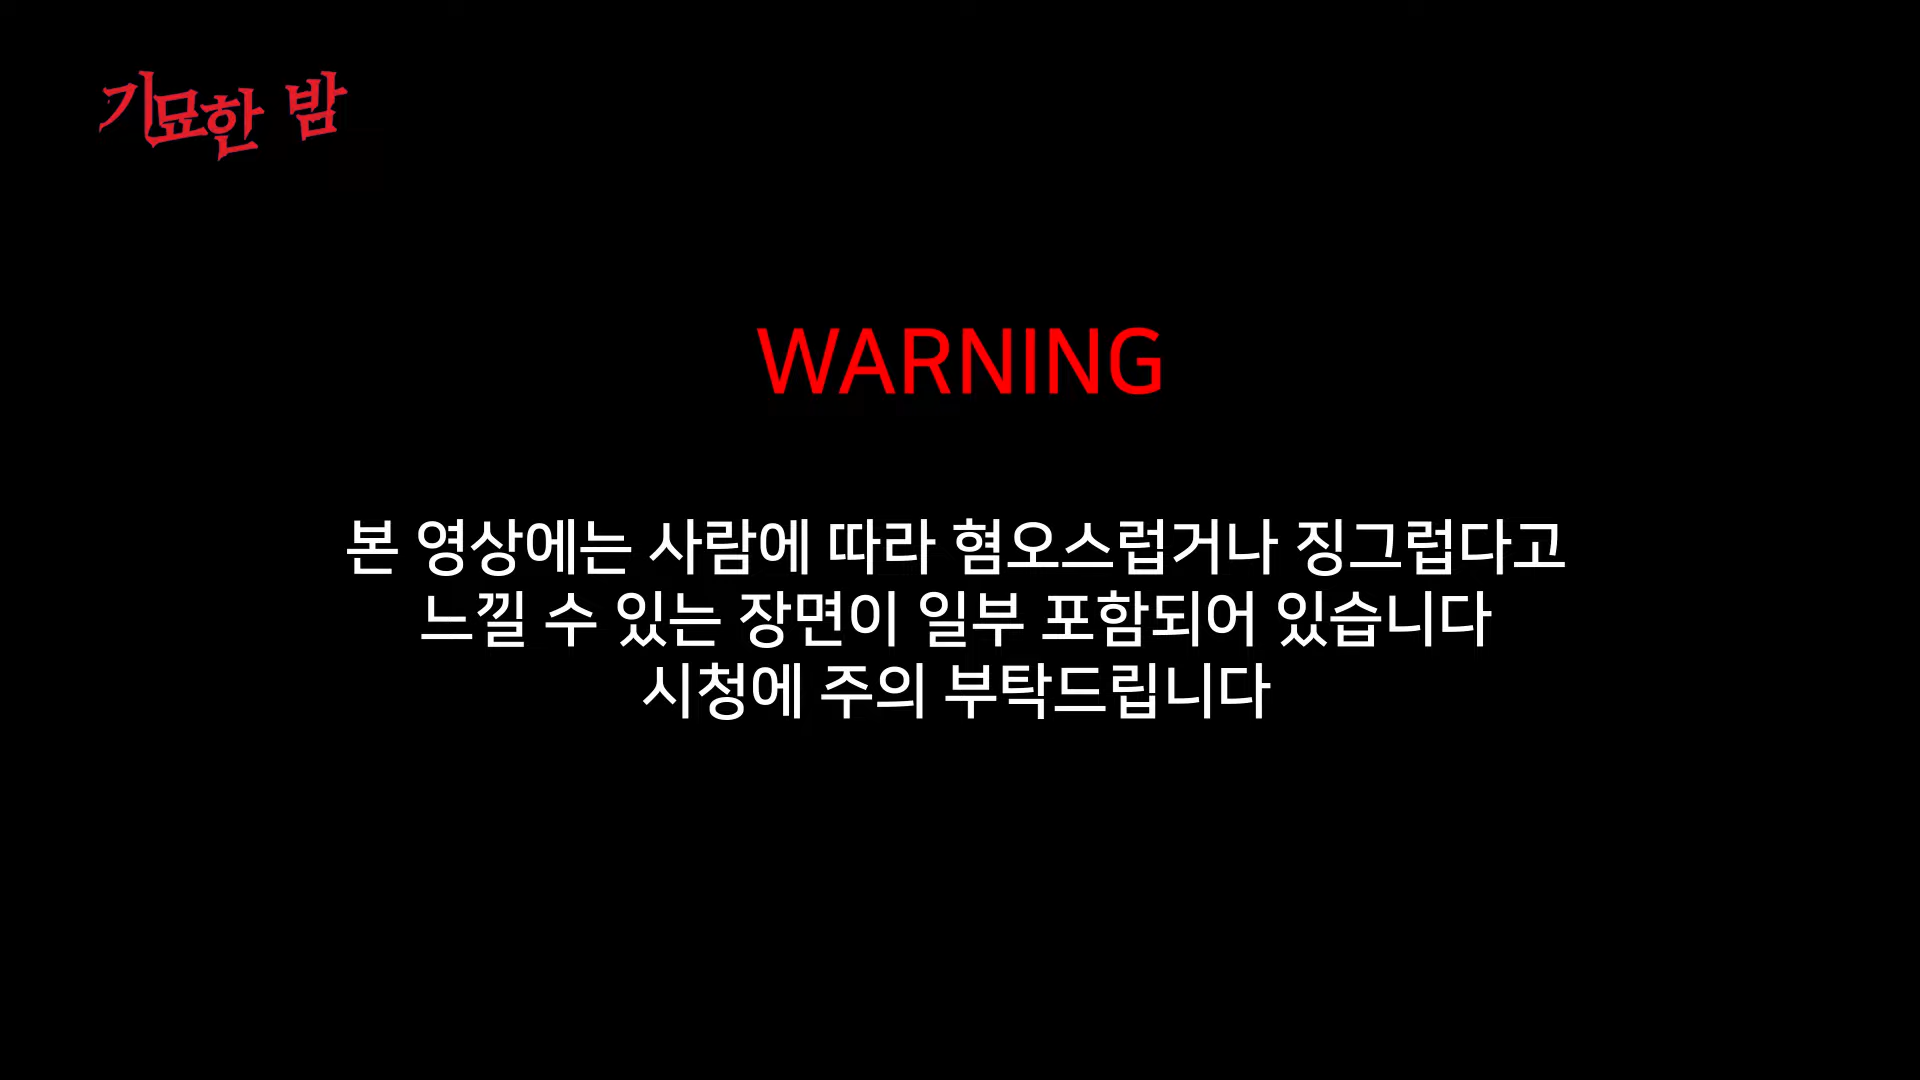 기묘한 밤
WARNING
본 영상에는 사람에 따라 혐오스럽거나 징그럽다고
느낄 수 있는 장면이 일부 포함되어 있습니다
시청에 주의 부탁드립니다